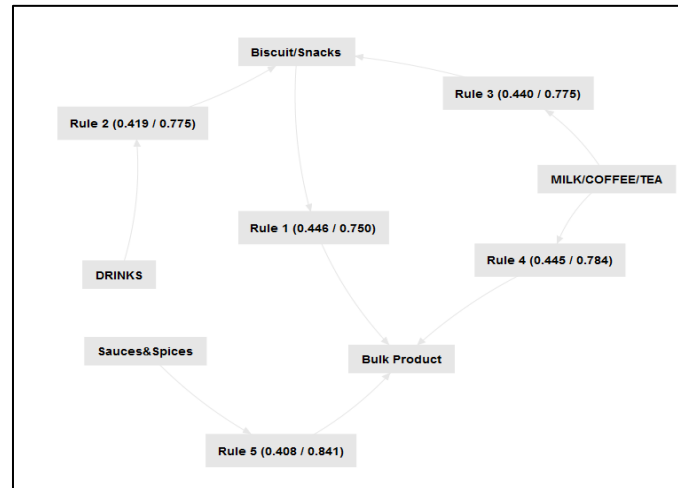 Biscuit/Snacks
Rule 3 (0.440 / 0.775)
Rule 2 (0.419 / 0.775)
MILK/COFFEE/TEA
Rule 1 (0.446 / 0.750)
Rule 4 (0.445 / 0.784)
DRINKS
Sauces&Spices
Bulk Product
Rule 5 (0.408 / 0.841)